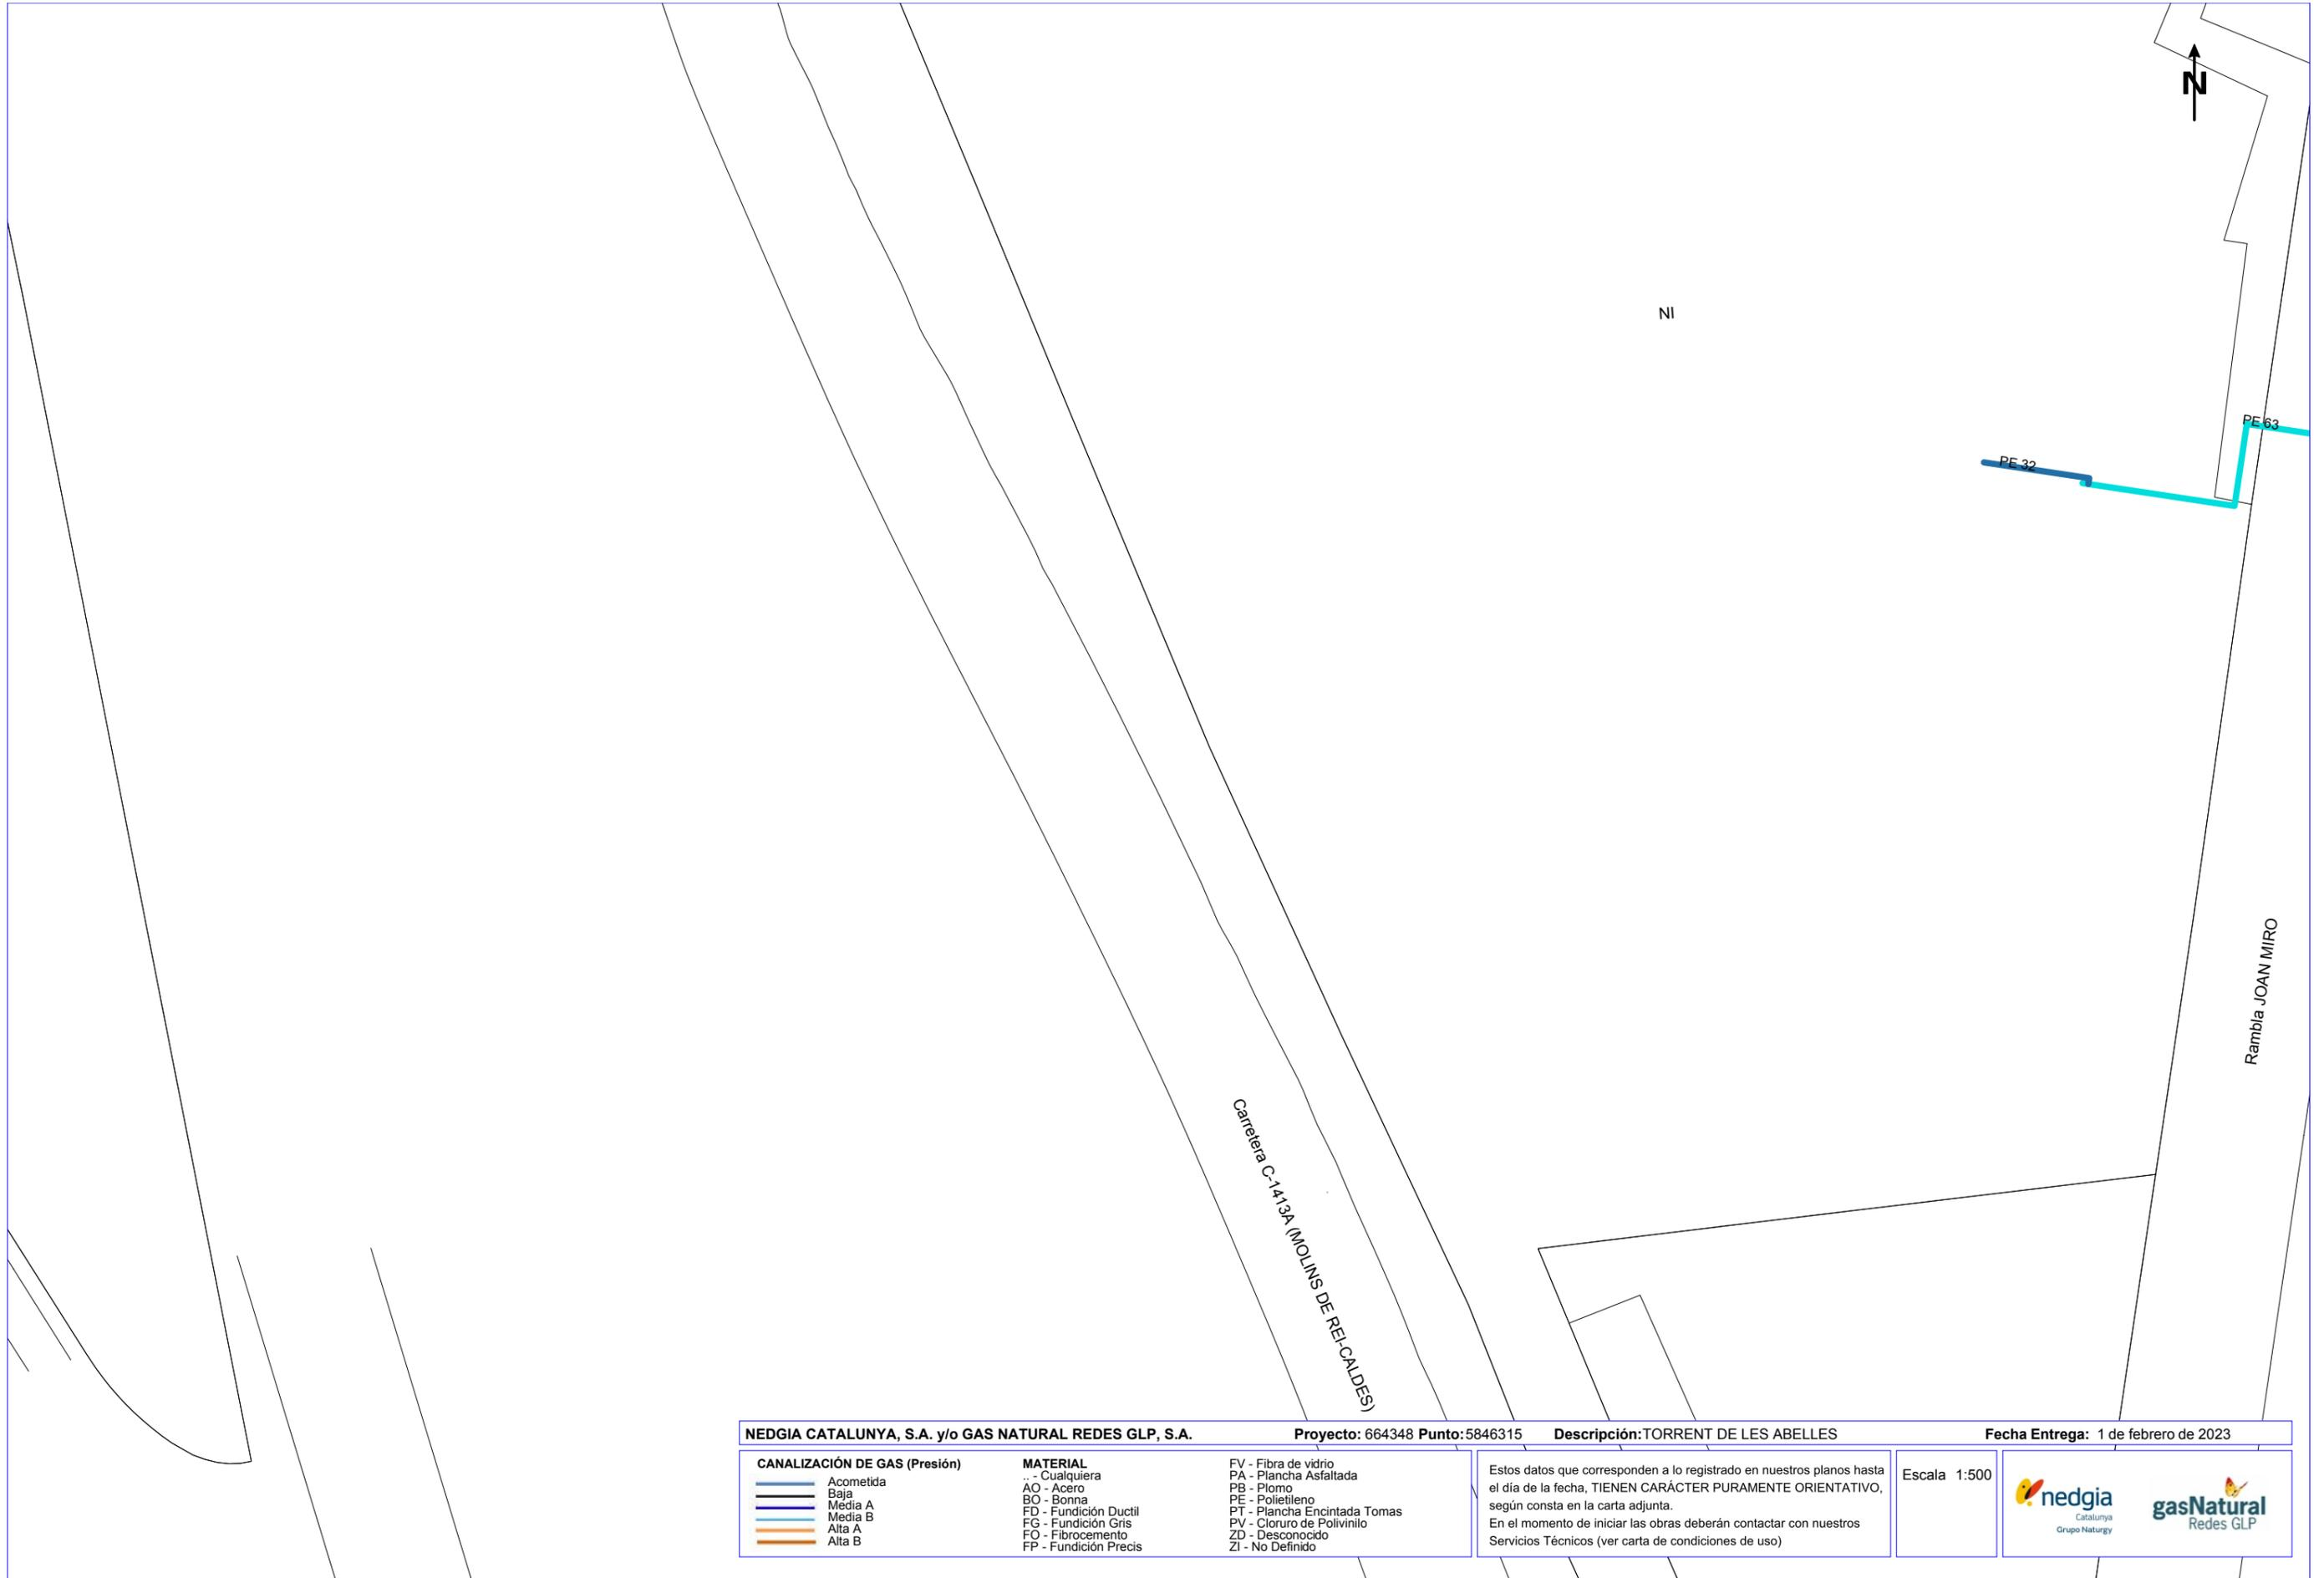 N
NI
PE 63
PE 32
Rambla JOAN MIRO
Carretera C-1413A (MOLINS DE REI-CALDES)
NEDGIA CATALUNYA, S.A. y/o GAS NATURAL REDES GLP, S.A. Proyecto: 664348 Punto:5846315 Descripción:TORRENT DE LES ABELLES Fecha Entrega: 1 de febrero de 2023
CANALIZACIÓN DE GAS (Presión)
Acometida
Baja
Media A
Media B
Alta A
Alta B
MATERIAL
.. - Cualquiera
AO - Acero
BO - Bonna
FD - Fundición Ductil
FG - Fundición Gris
FO - Fibrocemento
FP - Fundición Precis
FV - Fibra de vidrio
PA - Plancha Asfaltada
PB - Plomo
PE - Polietileno
PT - Plancha Encintada Tomas
PV - Cloruro de Polivinilo
ZD - Desconocido
ZI - No Definido
Estos datos que corresponden a lo registrado en nuestros planos hasta
el día de la fecha, TIENEN CARÁCTER PURAMENTE ORIENTATIVO,
según consta en la carta adjunta.
En el momento de iniciar las obras deberán contactar con nuestros
Servicios Técnicos (ver carta de condiciones de uso)
Escala 1:500
nedgia
Catalunya
Grupo Naturgy
gasNatural
Redes GLP